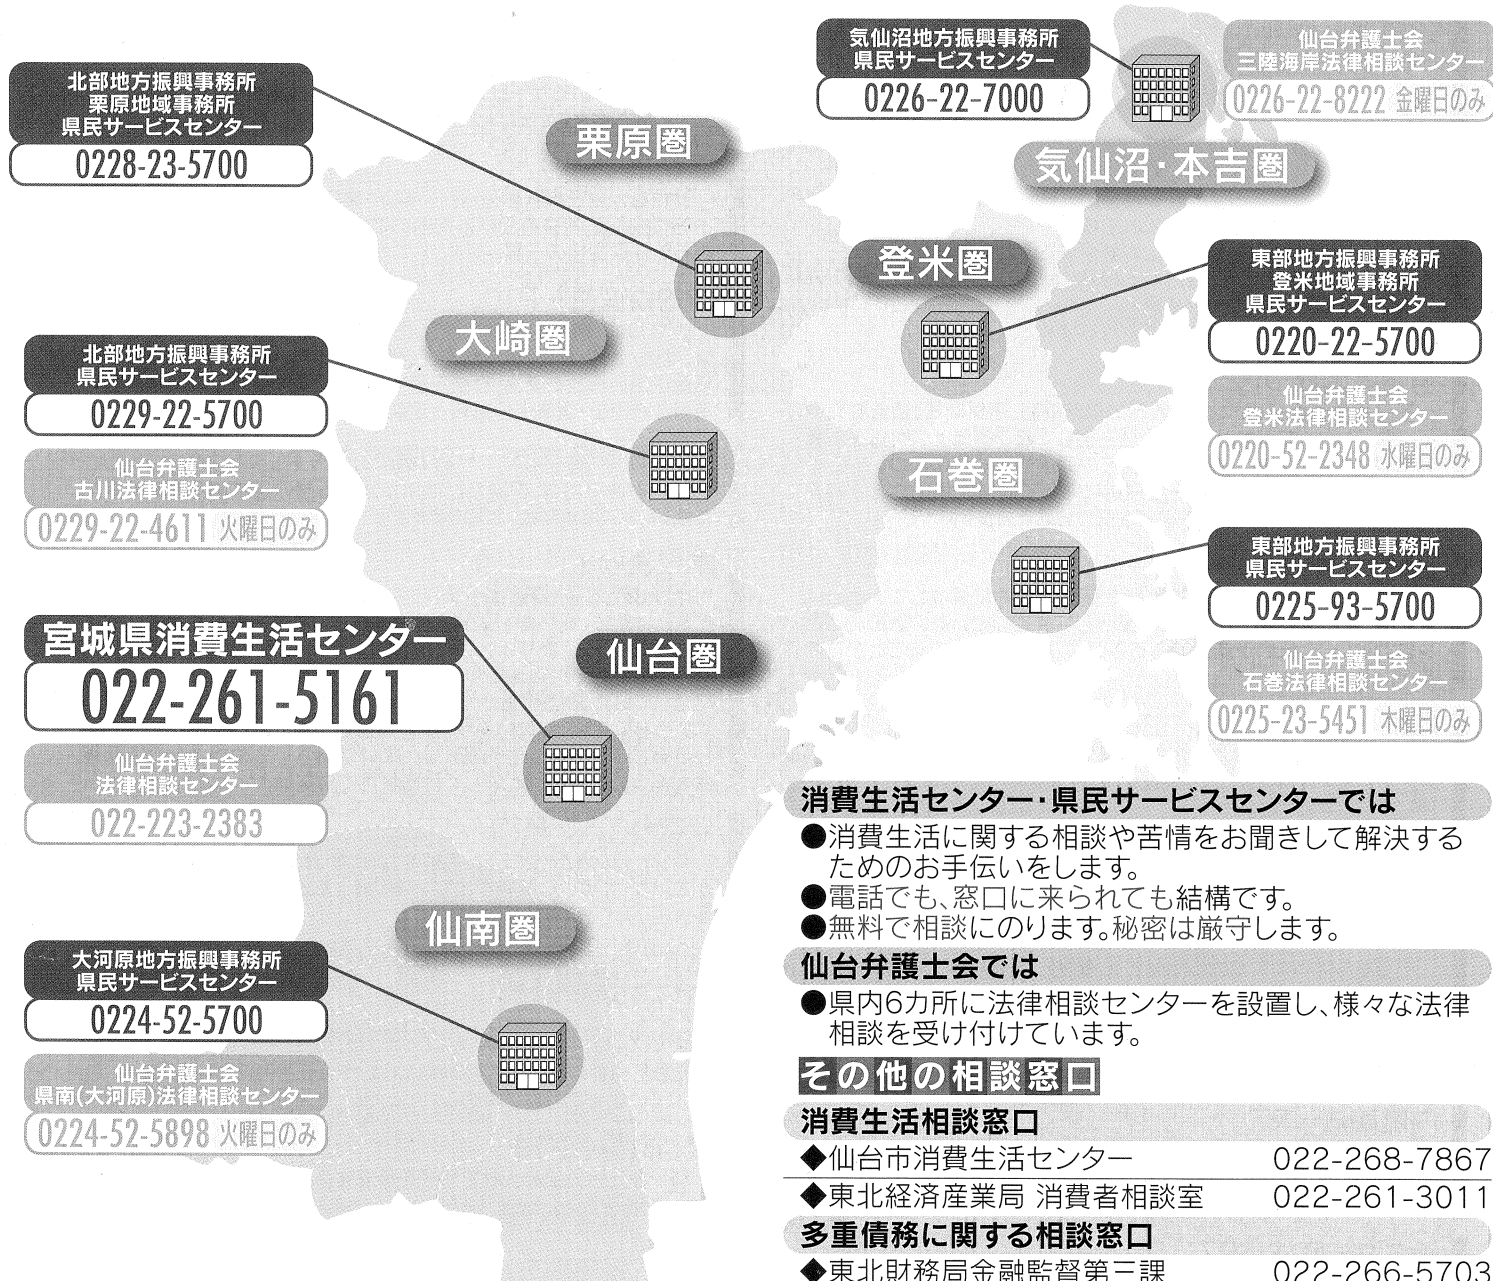 北部地方振興事務所
栗原地域事務所
県民サービスセンター
0228-23-5700
栗原圏
気仙沼地方振興事務所
県民サービスセンター
0226-22-7000
仙台弁護士会
三陸海岸法律相談センター
0226-22-8222 金曜日のみ
気仙沼・本吉圏
登米圏
東部地方振興事務所
登米地域事務所
県民サービスセンター
0220-22-5700
仙台弁護士会
登米法律相談センター
0220-52-2348 水曜日のみ
大崎圏
北部地方振興事務所
県民サービスセンター
0229-22-5700
仙台弁護士会
古川法律相談センター
0229-22-4611 火曜日のみ
石巻圏
東部地方振興事務所
県民サービスセンター
0225-93-5700
仙台弁護士会
石巻法律相談センター
0225-23-5451 木曜日のみ
宮城県消費生活センター
022-261-5161
仙台圏
仙台弁護士会
法律相談センター
022-223-2383
仙南圏
大河原地方振興事務所
県民サービスセンター
0224-52-5700
仙台弁護士会
県南(大河原)法律相談センター
0224-52-5898 火曜日のみ
消費生活センター・県民サービスセンターでは
●消費生活に関する相談や苦情をお聞きして解決する
ためのお手伝いをします。
●電話でも、窓口に来られても結構です。
●無料で相談にのります。秘密は厳守します。
仙台弁護士会では
●県内6カ所に法律相談センターを設置し、様々な法律
相談を受け付けています。
その他の相談窓口
消費生活相談窓口
◆仙台市消費生活センター 022-268-7867
◆東北経済産業局 消費者相談室 022-261-3011
多重債務に関する相談窓口
◆東北財務局金融監督第三課 022-266-5703